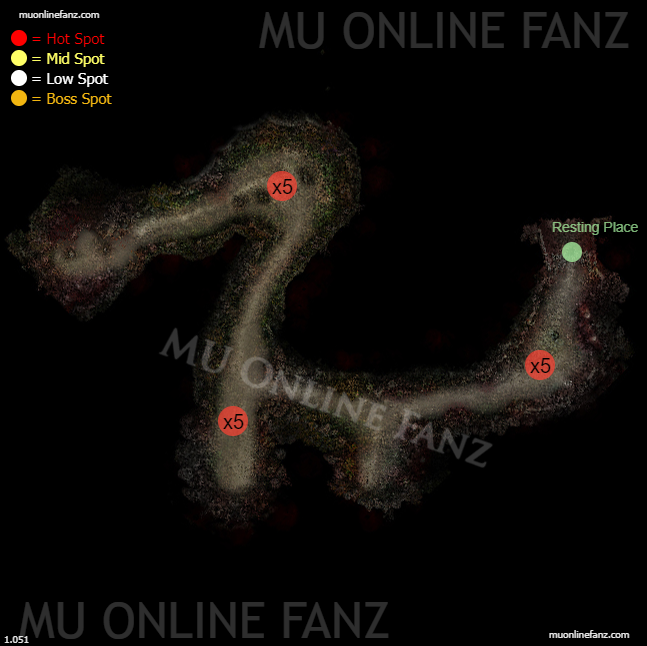 muonlinefanz.com
MU ONLINE FANZ
= Hot Spot
= Mid Spot
= Low Spot
= Boss Spot
x5
Resting Place
MU ONLINE FANZ
x5
x5
MU ONLINE FANZ
1.051
muonlinefanz.com